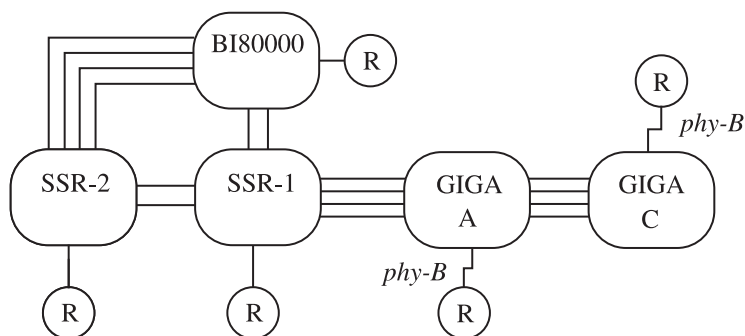 BI80000
R
R
phy-B
SSR-2
SSR-1
GIGA
A
GIGA
C
phy-B
R
R
R